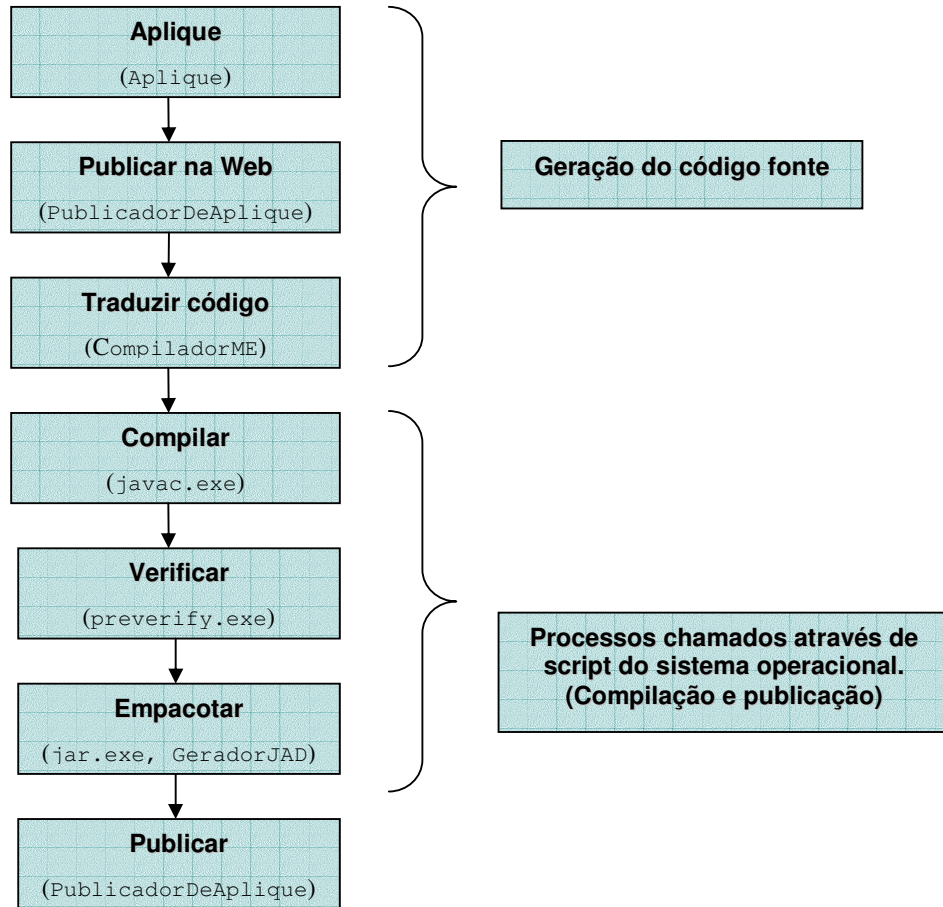 Aplique
(Aplique)
Publicar na Web
(PublicadorDeAplique)
Traduzir código
(CompiladorME)
Geração do código fonte
Compilar
(javac.exe)
Verificar
(preverify.exe)
Empacotar
(jar.exe, GeradorJAD)
Processos chamados através de
script do sistema operacional.
(Compilação e publicação)
Publicar
(PublicadorDeAplique)